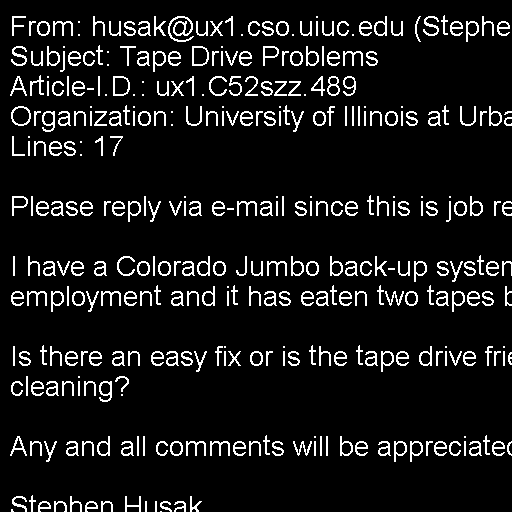 From: husak@ux1.cso.uiuc.edu (Stephe
Subject: Tape Drive Problems
Article-I.D.: ux1.C52szz.489
Organization: University of Illinois at Urba
Lines: 17
Please reply via e-mail since this is job re
I have a Colorado Jumbo back-up system
employment and it has eaten two tapes b
Is there an easy fix or is the tape drive frie
cleaning?
Any and all comments will be appreciated
Stephen Husak